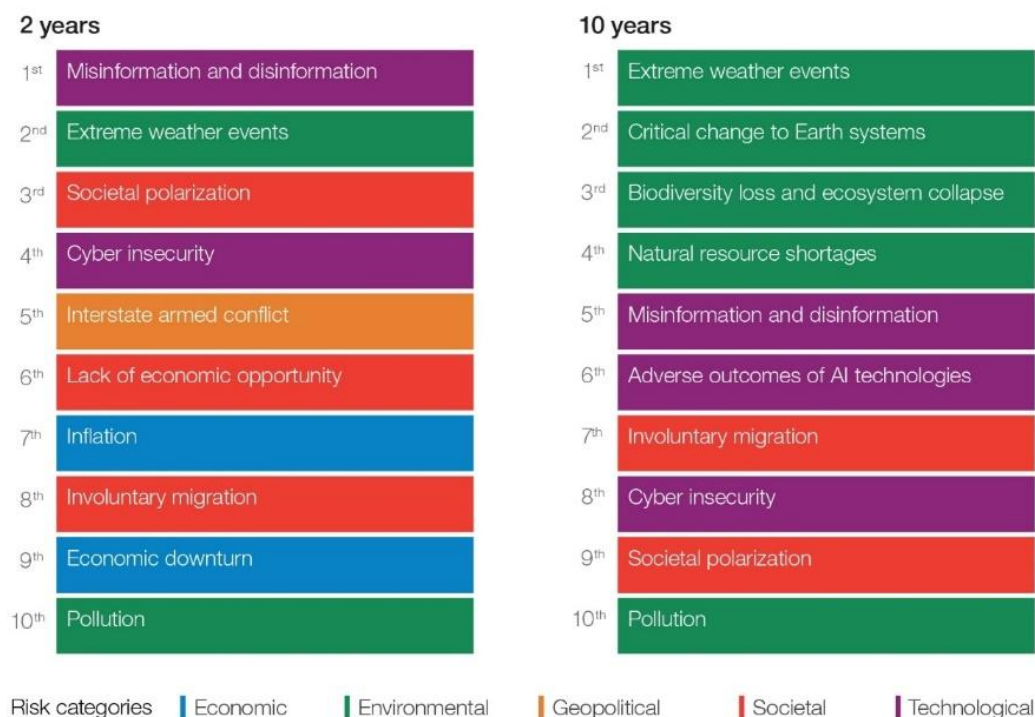 2 years
1st Misinformation and disinformation
2nd Extreme weather events
3rd Societal polarization
4th Cyber insecurity
5th Interstate armed conflict
6th Lack of economic opportunity
7th Inflation
8th Involuntary migration
9th Economic downturn
10th Pollution
10 years
1st Extreme weather events
2nd Critical change to Earth systems
3rd Biodiversity loss and ecosystem collapse
4th Natural resource shortages
5th Misinformation and disinformation
6th Adverse outcomes of AI technologies
7th Involuntary migration
8th Cyber insecurity
9th Societal polarization
10th Pollution
Risk categories Economic Environmental Geopolitical Societal Technological